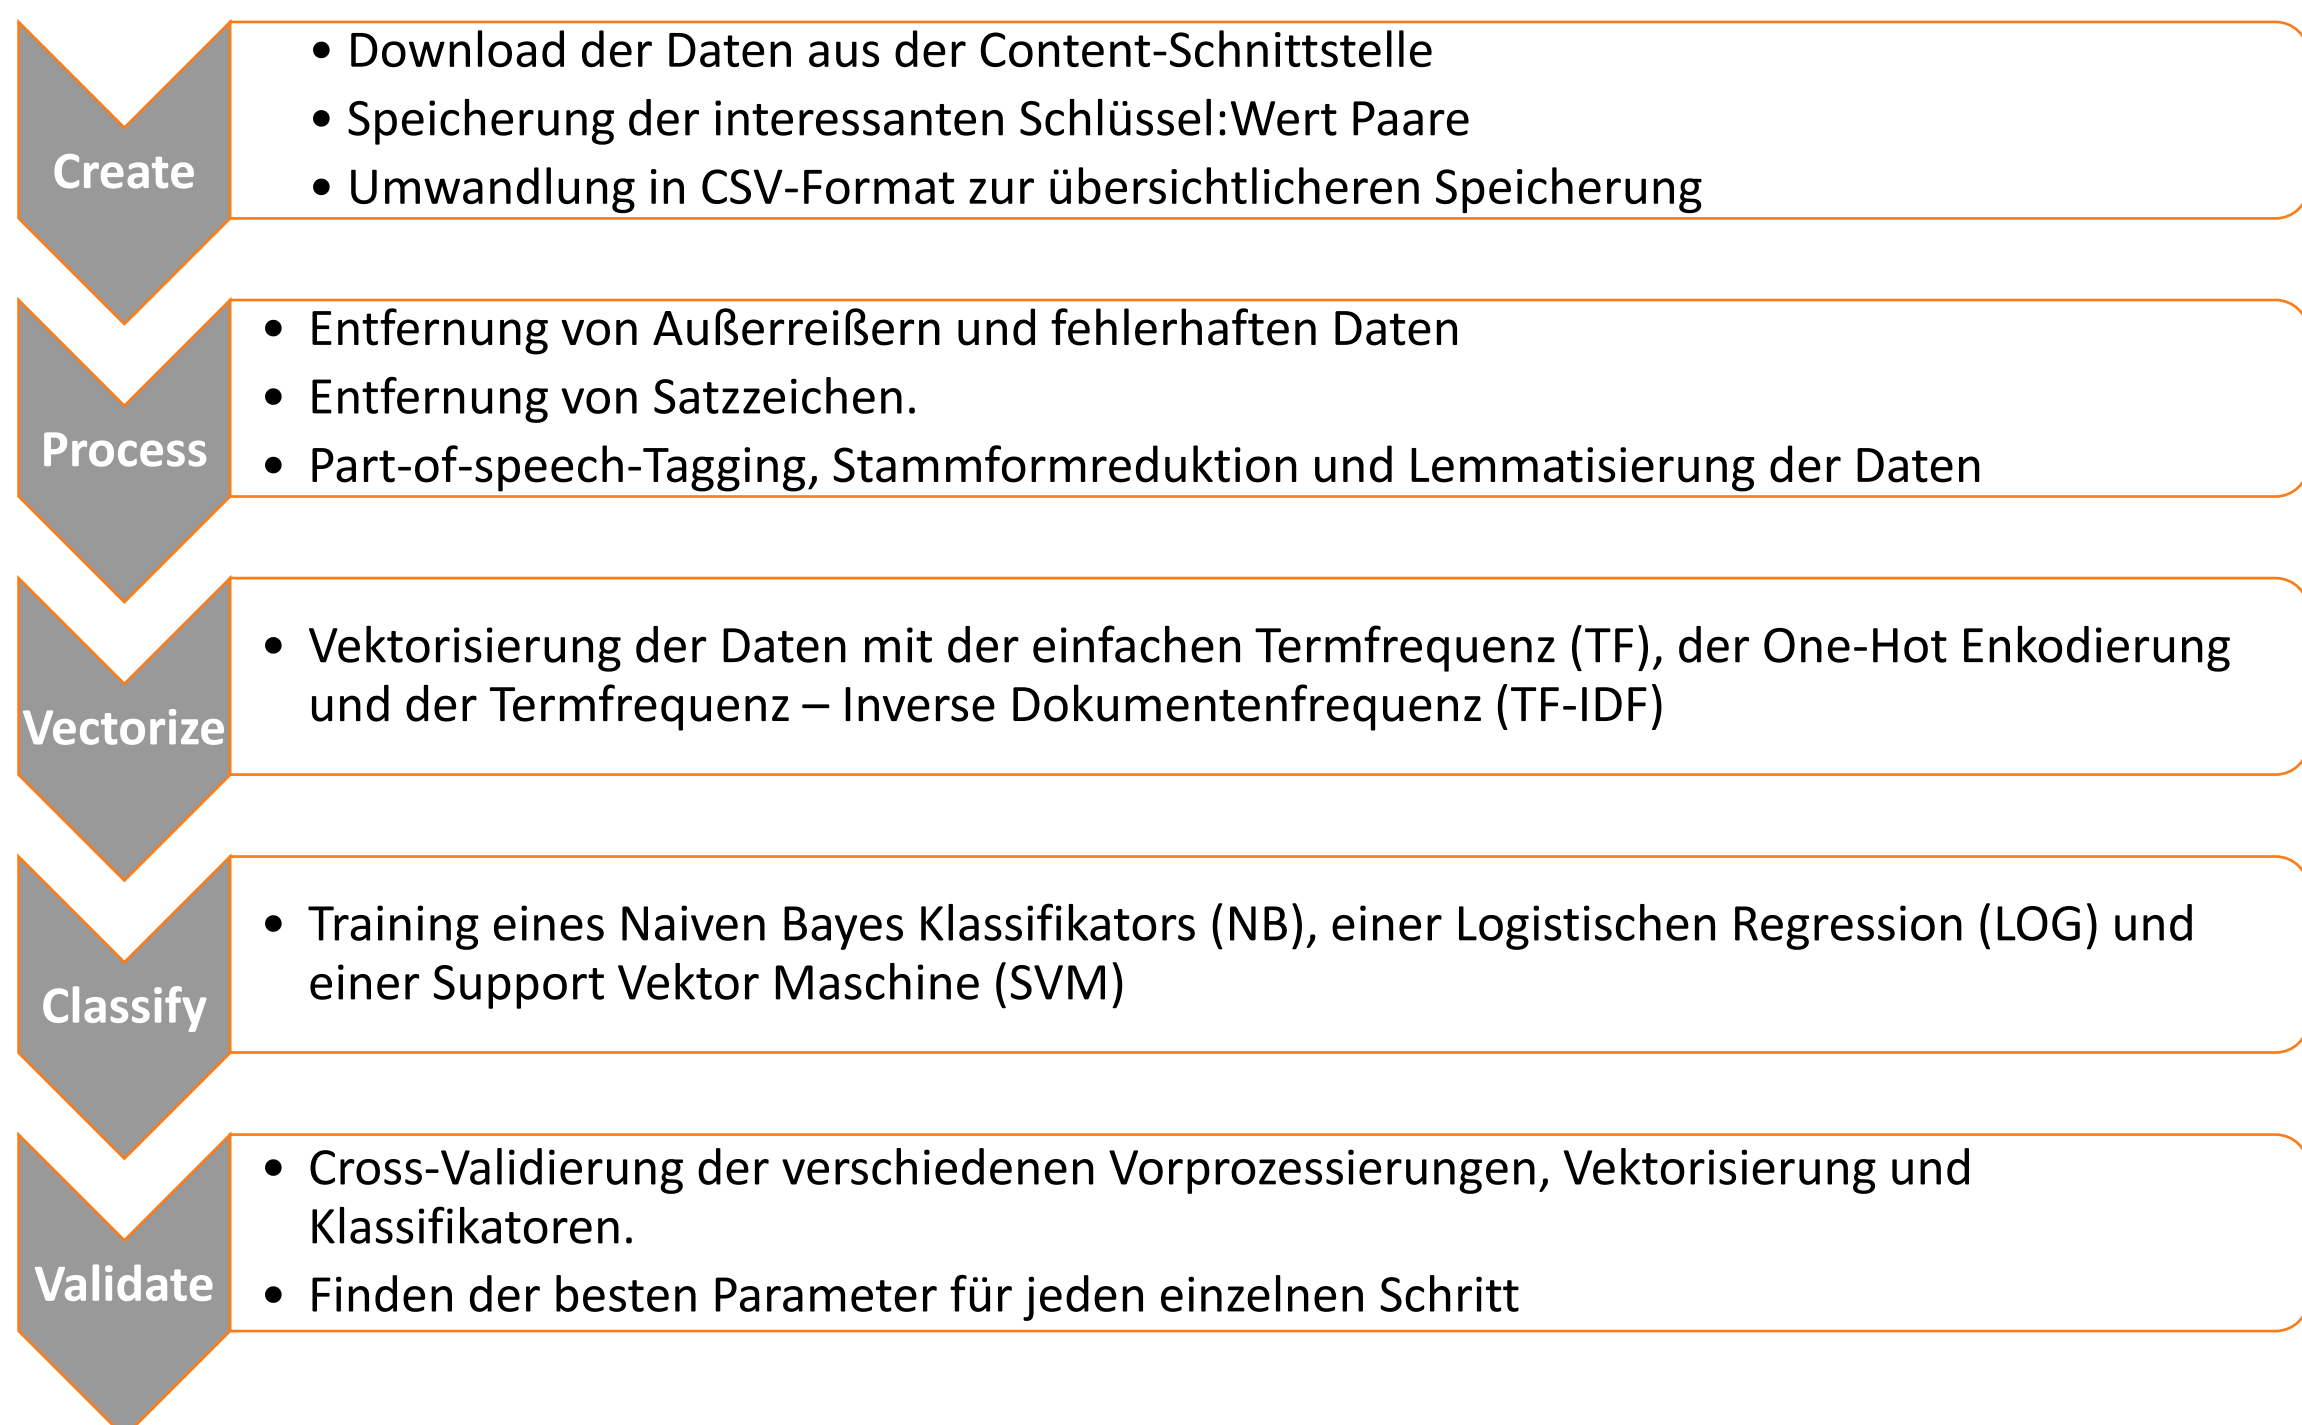 Create
• Download der Daten aus der Content-Schnittstelle
• Speicherung der interessanten Schlüssel:Wert Paare
• Umwandlung in CSV-Format zur übersichtlicheren Speicherung
Process
• Entfernung von Außerreißern und fehlerhaften Daten
• Entfernung von Satzzeichen.
• Part-of-speech-Tagging, Stammformreduktion und Lemmatisierung der Daten
Vectorize
• Vektorisierung der Daten mit der einfachen Termfrequenz (TF), der One-Hot Enkodierung
und der Termfrequenz – Inverse Dokumentenfrequenz (TF-IDF)
Classify
• Training eines Naiven Bayes Klassifikators (NB), einer Logistischen Regression (LOG) und
einer Support Vektor Maschine (SVM)
Validate
• Cross-Validierung der verschiedenen Vorprozessierungen, Vektorisierung und
Klassifikatoren.
• Finden der besten Parameter für jeden einzelnen Schritt